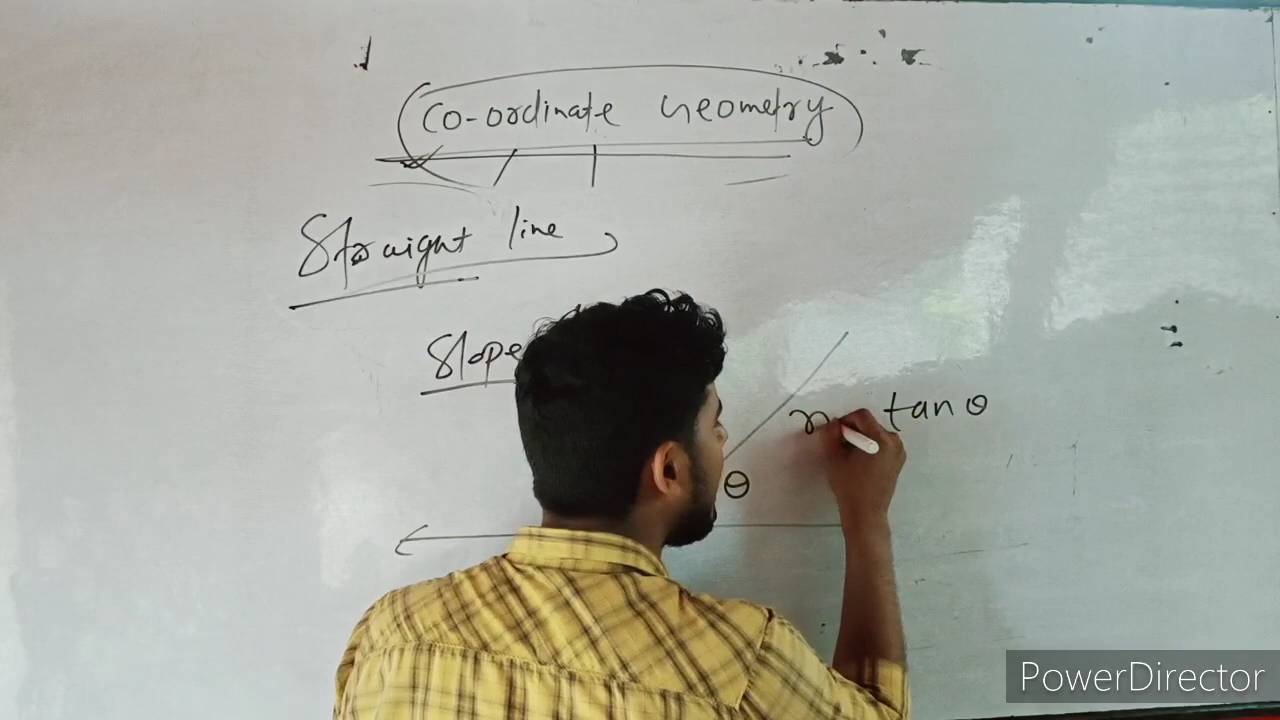 Co-ordinate Geometry
Straight line
Slope
tan θ
θ
PowerDirector